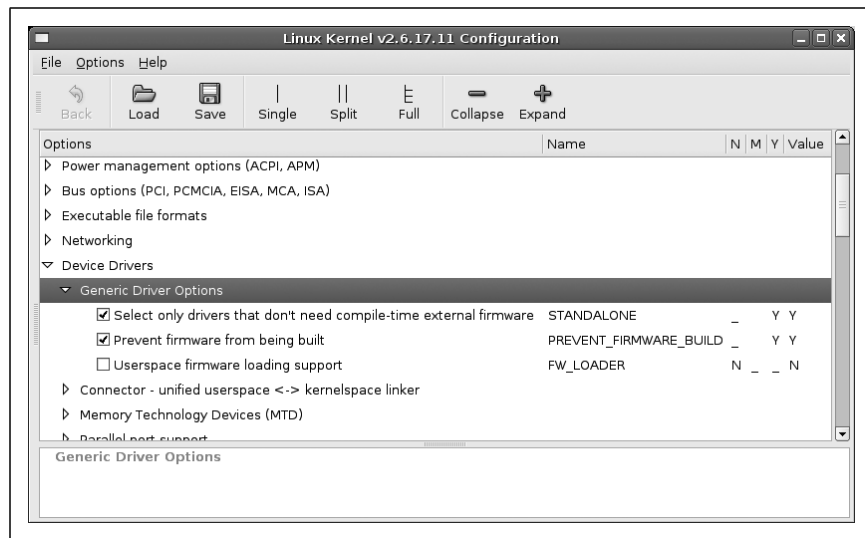 Linux Kernel v2.6.17.11 Configuration
File Options Help
Back Load Save Single Split Full Collapse Expand
Options Name N M Y Value
Power management options (ACPI, APM)
Bus options (PCI, PCMCIA, EISA, MCA, ISA)
Executable file formats
Networking
Device Drivers
Generic Driver Options
Select only drivers that don't need compile-time external firmware STANDALONE _ Y Y
Prevent firmware from being built PREVENT_FIRMWARE_BUILD _ Y Y
Userspace firmware loading support FW_LOADER N _ _ N
Connector - unified userspace <-> kernelspace linker
Memory Technology Devices (MTD)
Parallel port support
Generic Driver Options